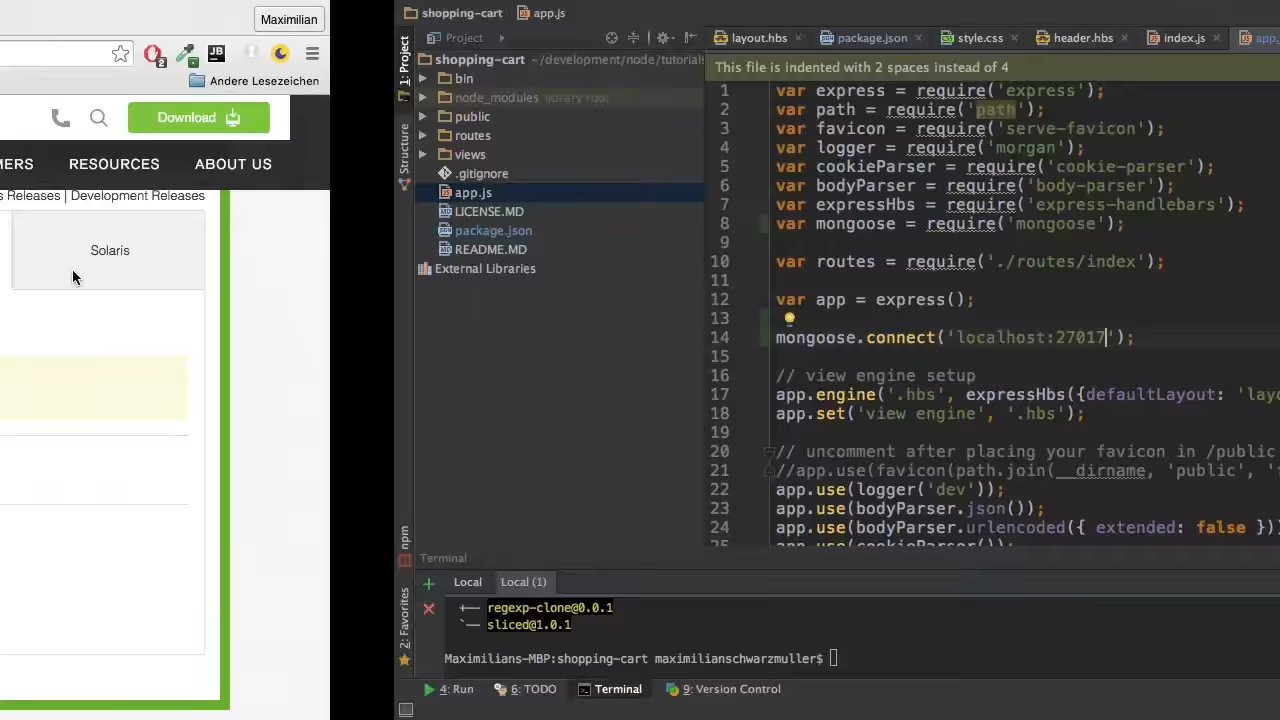 Maximilian
2
JB
Andere Lesezeichen
Download
MERS RESOURCES ABOUT US
s Releases | Development Releases
Solaris
shopping-cart app.js
Project
layout.hbs package.json style.css header.hbs index.js app.
This file is indented with 2 spaces instead of 4
1: Project
Structure
npm
2: Favorites
shopping-cart ~/development/node/tutorials
bin
node_modules library root
public
routes
views
.gitignore
app.js
LICENSE.MD
package.json
README.MD
External Libraries
1 var express = require('express');
2 var path = require('path');
3 var favicon = require('serve-favicon');
4 var logger = require('morgan');
5 var cookieParser = require('cookie-parser');
6 var bodyParser = require('body-parser');
7 var expressHbs = require('express-handlebars');
8 var mongoose = require('mongoose');
9
10 var routes = require('./routes/index');
11
12 var app = express();
13
14 mongoose.connect('localhost:27017');
15
16 // view engine setup
17 app.engine('.hbs', expressHbs({defaultLayout: 'layo
18 app.set('view engine', '.hbs');
19
20 // uncomment after placing your favicon in /public
21 //app.use(favicon(path.join(__dirname, 'public', '
22 app.use(logger('dev'));
23 app.use(bodyParser.json());
24 app.use(bodyParser.urlencoded({ extended: false }))
25 app.use(cookieParser());
Terminal
Local Local (1)
+── regexp-clone@0.0.1
`── sliced@1.0.1
Maximilians-MBP:shopping-cart maximilianschwarzmuller$
4: Run 6: TODO Terminal 9: Version Control